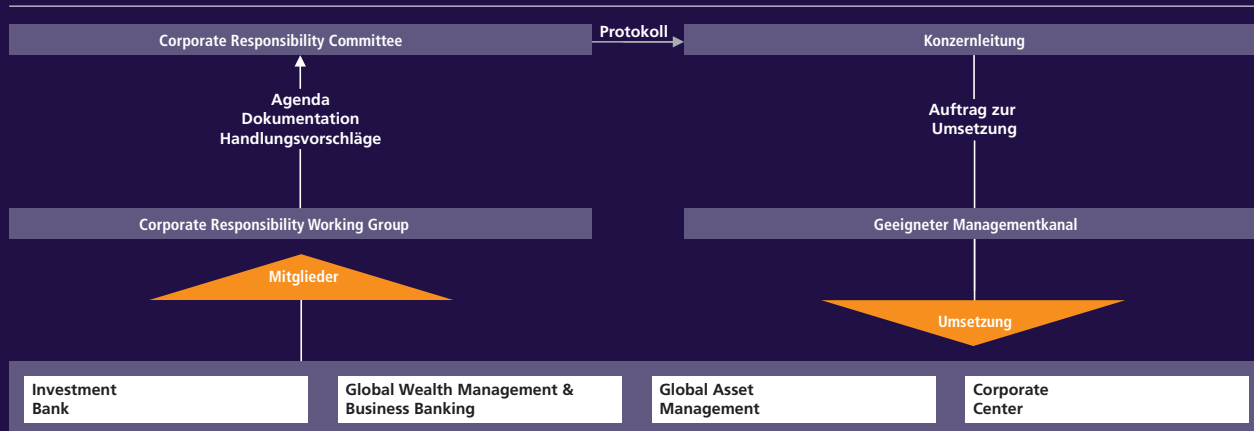 Corporate Responsibility Committee
Protokoll
Konzernleitung
Agenda
Dokumentation
Handlungsvorschläge
Auftrag zur
Umsetzung
Corporate Responsibility Working Group
Geeigneter Managementkanal
Mitglieder
Umsetzung
Investment
Bank
Global Wealth Management &
Business Banking
Global Asset
Management
Corporate
Center